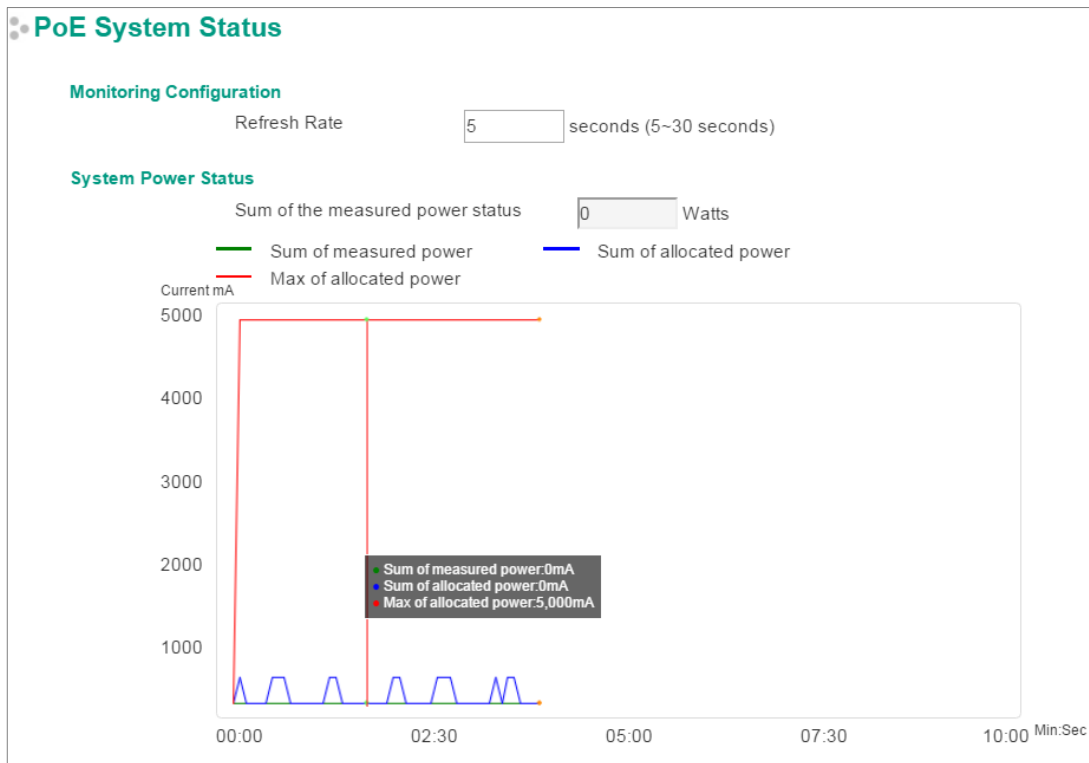 PoE System Status
Monitoring Configuration
Refresh Rate 5 seconds (5~30 seconds)
System Power Status
Sum of the measured power status 0 Watts
Sum of measured power Sum of allocated power
Max of allocated power
Current mA
5000
4000
3000
2000
Sum of measured power:0mA
Sum of allocated power:0mA
Max of allocated power:5,000mA
1000
00:00 02:30 05:00 07:30 10:00 Min:Sec